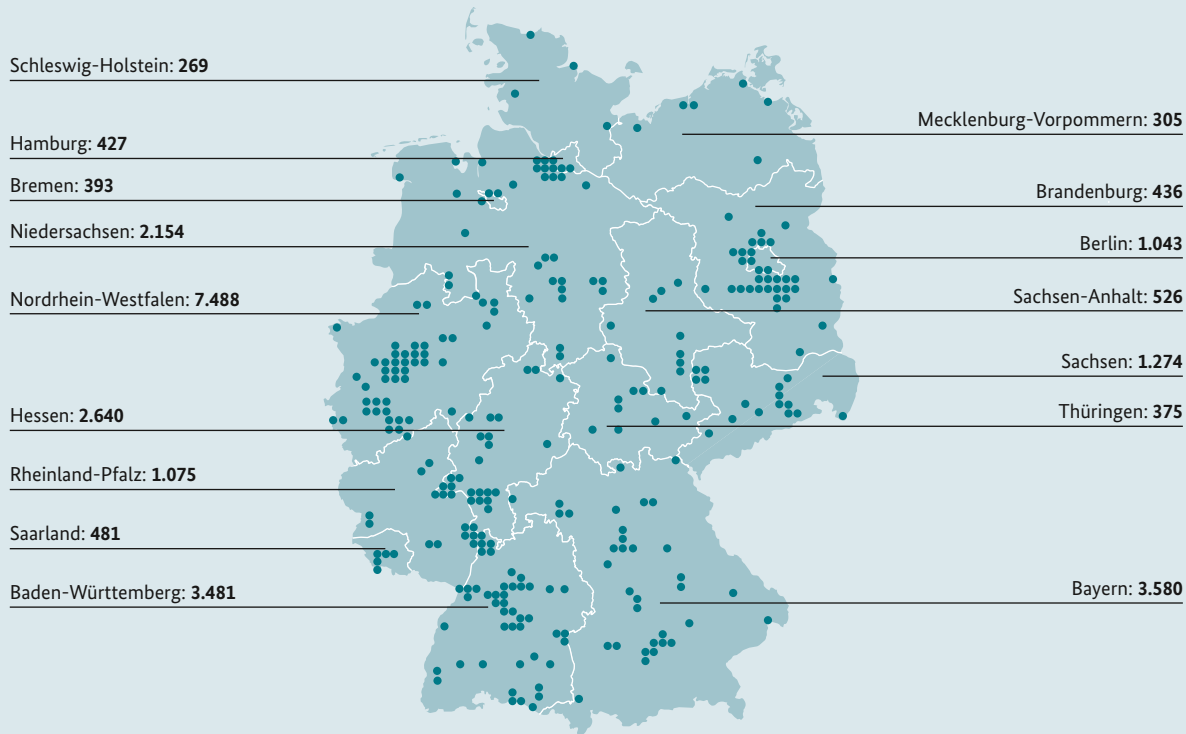 Schleswig-Holstein: 269
Hamburg: 427
Bremen: 393
Niedersachsen: 2.154
Nordrhein-Westfalen: 7.488
Hessen: 2.640
Rheinland-Pfalz: 1.075
Saarland: 481
Baden-Württemberg: 3.481
Mecklenburg-Vorpommern: 305
Brandenburg: 436
Berlin: 1.043
Sachsen-Anhalt: 526
Sachsen: 1.274
Thüringen: 375
Bayern: 3.580